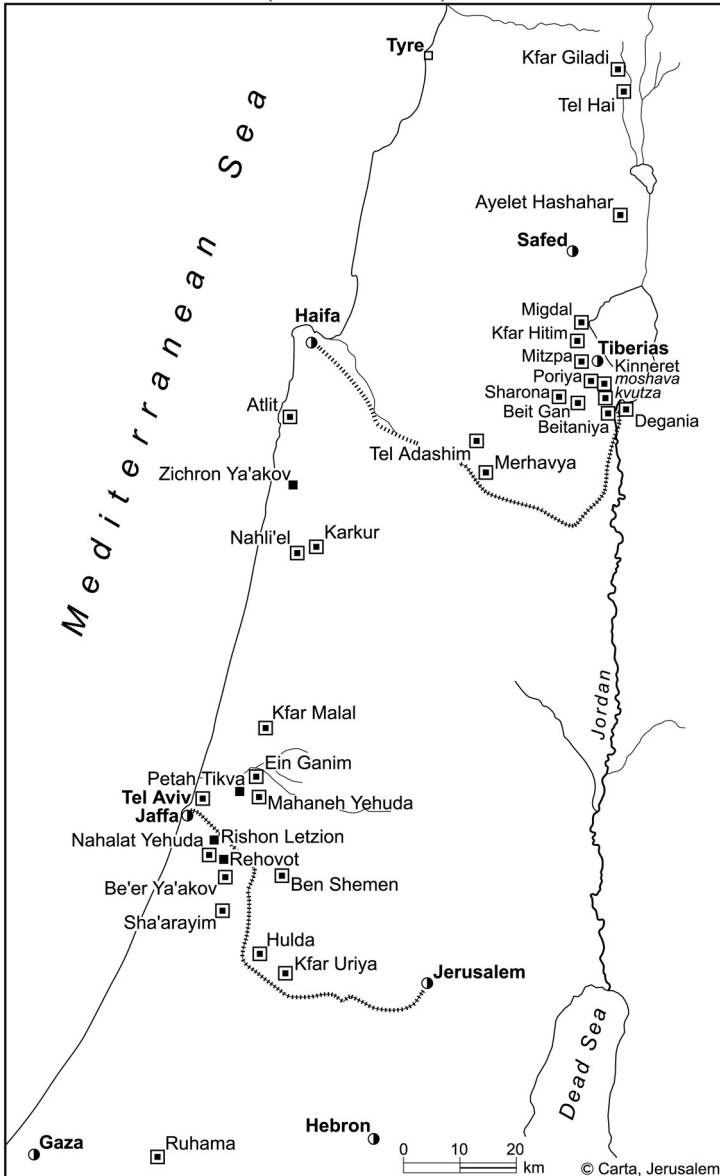 Tyre
Kfar Giladi
Tel Hai
Mediterranean Sea
Ayelet Hashahar
Safed
Migdal
Haifa
Kfar Hitim
Tiberias
Mitzpa
Kinneret
Poriya
moshava
Sharona
kvutza
Beit Gan
Degania
Beitaniya
Atlit
Tel Adashim
Merhavya
Zichron Ya'akov
Karkur
Nahli'el
Jordan
Kfar Malal
Ein Ganim
Petah Tikva
Tel Aviv
Mahaneh Yehuda
Jaffa
Nahalat Yehuda
Rishon Letzion
Rehovot
Be'er Ya'akov
Ben Shemen
Sha'arayim
Hulda
Kfar Uriya
Jerusalem
Dead Sea
Hebron
Gaza
Ruhama
0 10 20
km
© Carta, Jerusalem